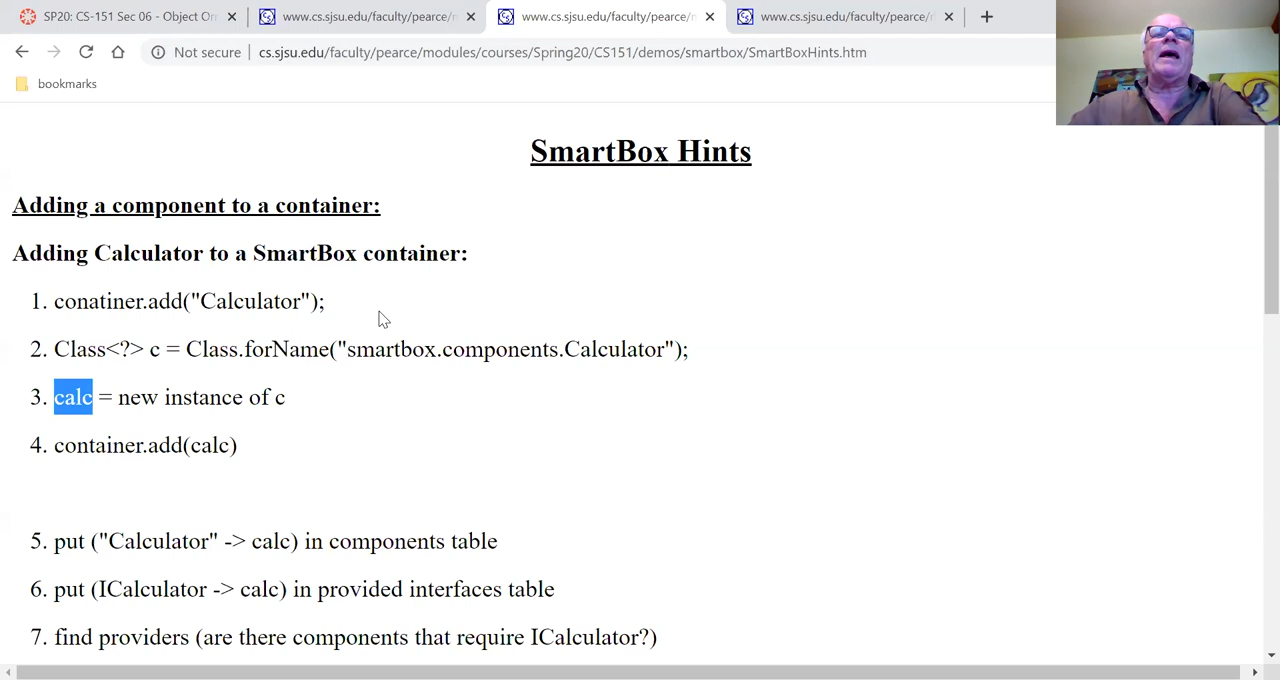 SP20: CS-151 Sec 06 - Object Or
www.cs.sjsu.edu/faculty/pearce/m
www.cs.sjsu.edu/faculty/pearce/m
www.cs.sjsu.edu/faculty/pearce/m
Not secure
cs.sjsu.edu/faculty/pearce/modules/courses/Spring20/CS151/demos/smartbox/SmartBoxHints.htm
bookmarks
SmartBox Hints
Adding a component to a container:
Adding Calculator to a SmartBox container:
1. conatiner.add("Calculator");
2. Class<?> c = Class.forName("smartbox.components.Calculator");
3. calc = new instance of c
4. container.add(calc)
5. put ("Calculator" -> calc) in components table
6. put (ICalculator -> calc) in provided interfaces table
7. find providers (are there components that require ICalculator?)